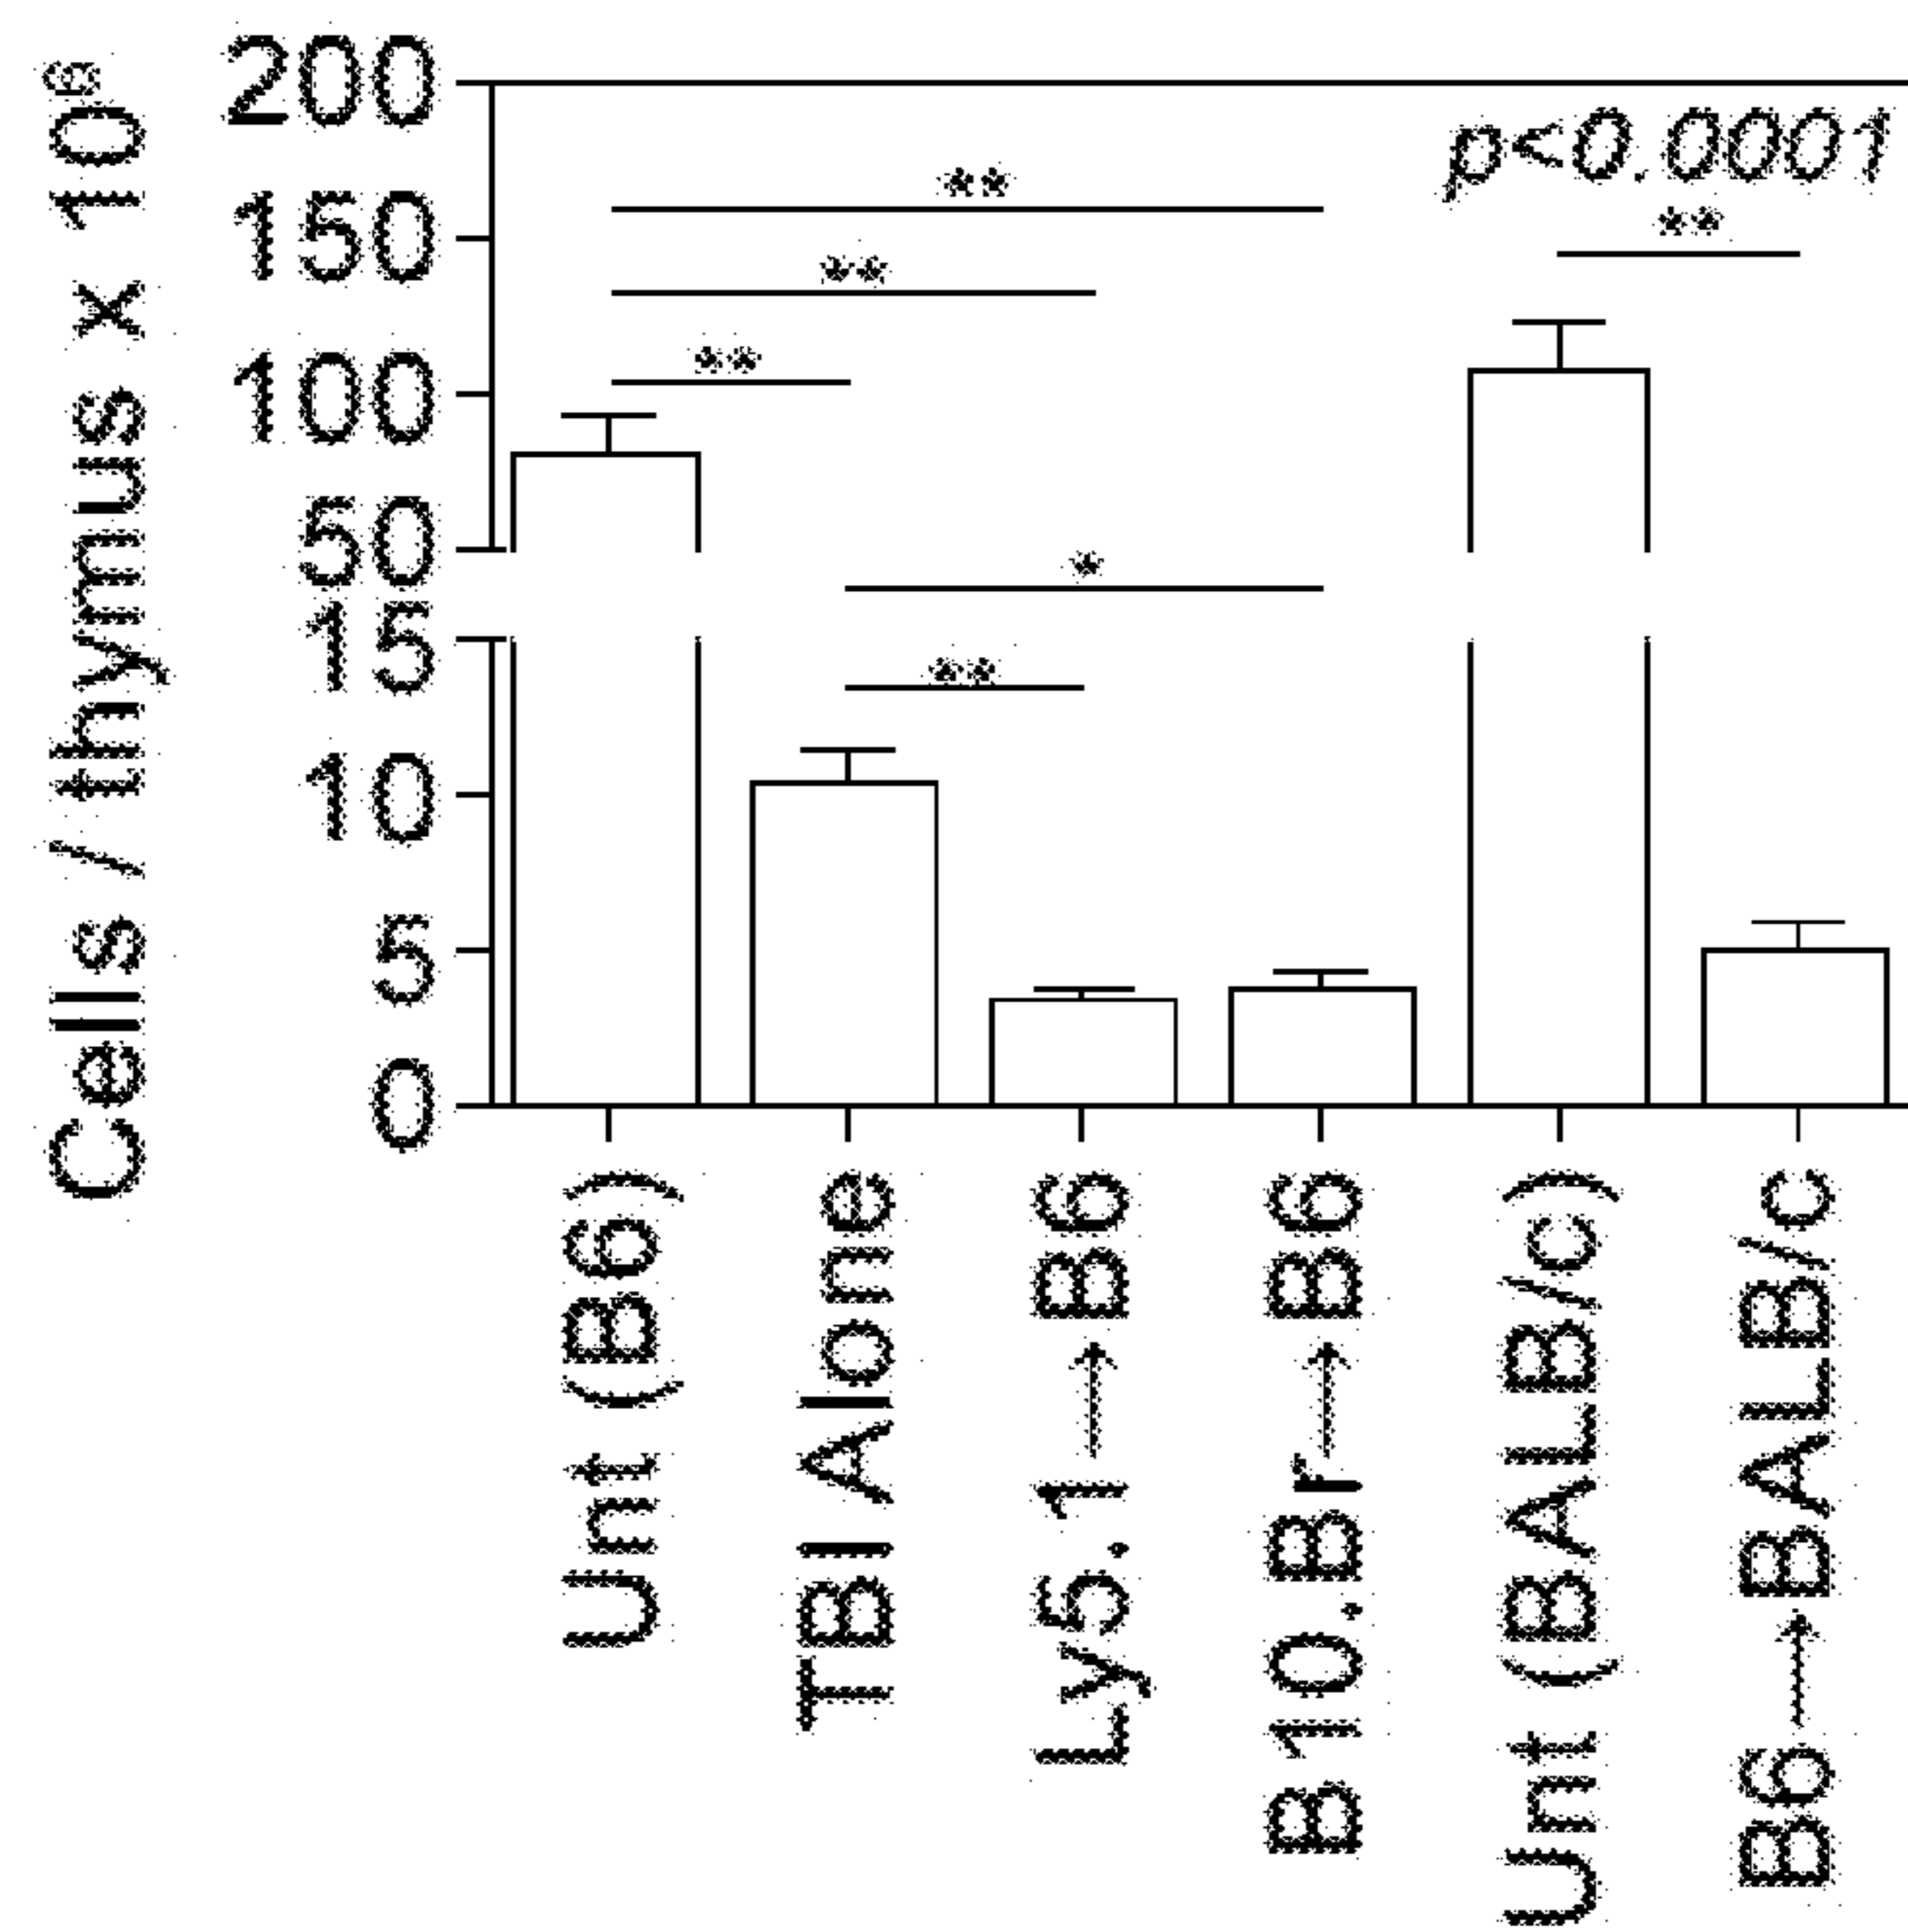 Cells / thymus x 10⁶
200
150
100
50
15
10
5
0
p<0.0001
**
**
**
**
*
**
Unt (B6)
TBI Alone
Ly5.1→B6
B10.Br→B6
Unt (BALB/c)
B6→BALB/c